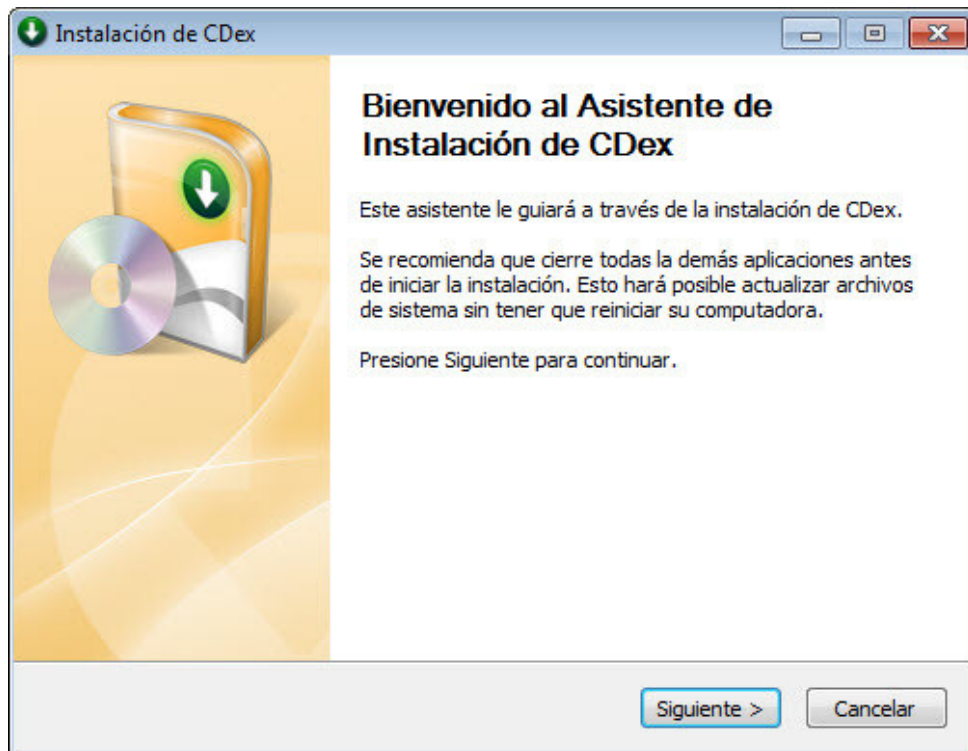 Instalación de CDex
Bienvenido al Asistente de
Instalación de CDex
Este asistente le guiará a través de la instalación de CDex.
Se recomienda que cierre todas la demás aplicaciones antes
de iniciar la instalación. Esto hará posible actualizar archivos
de sistema sin tener que reiniciar su computadora.
Presione Siguiente para continuar.
Siguiente >
Cancelar